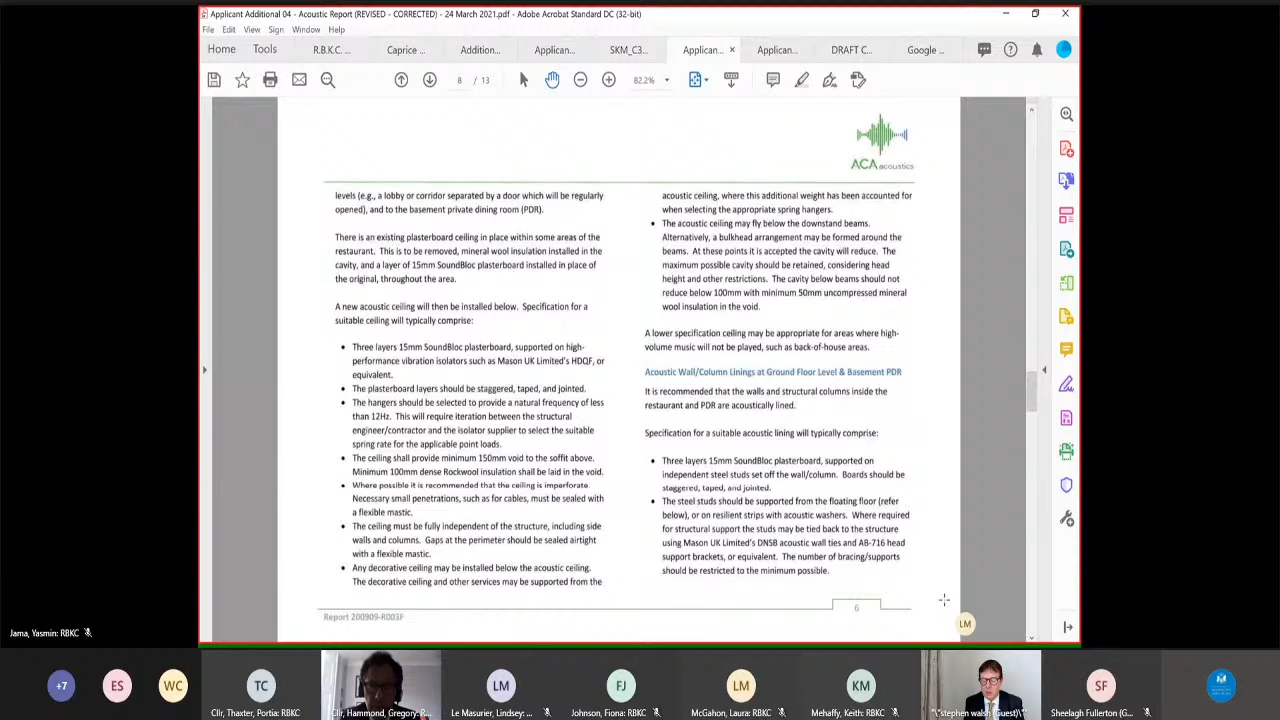 Applicant Additional 04 - Acoustic Report (REVISED - CORRECTED) - 24 March 2021.pdf - Adobe Acrobat Standard DC (32-bit)
File Edit View Sign Window Help
Home Tools R.B.K.C. ... Caprice ... Addition... Applican... SKM_C3... Applican... × Applican... DRAFT C... Google ...
8 / 13 82.2%
ACA acoustics
levels (e.g., a lobby or corridor separated by a door which will be regularly
opened), and to the basement private dining room (PDR).
There is an existing plasterboard ceiling in place within some areas of the
restaurant. This is to be removed, mineral wool insulation installed in the
cavity, and a layer of 15mm SoundBloc plasterboard installed in place of
the original, throughout the area.
A new acoustic ceiling will then be installed below. Specification for a
suitable ceiling will typically comprise:
• Three layers 15mm SoundBloc plasterboard, supported on high-
performance vibration isolators such as Mason UK Limited's HDQF, or
equivalent.
• The plasterboard layers should be staggered, taped, and jointed.
• The hangers should be selected to provide a natural frequency of less
than 12Hz. This will require iteration between the structural
engineer/contractor and the isolator supplier to select the suitable
spring rate for the applicable point loads.
• The ceiling shall provide minimum 150mm void to the soffit above.
Minimum 100mm dense Rockwool insulation shall be laid in the void.
• Where possible it is recommended that the ceiling is imperforate.
Necessary small penetrations, such as for cables, must be sealed with
a flexible mastic.
• The ceiling must be fully independent of the structure, including side
walls and columns. Gaps at the perimeter should be sealed airtight
with a flexible mastic.
• Any decorative ceiling may be installed below the acoustic ceiling.
The decorative ceiling and other services may be supported from the
acoustic ceiling, where this additional weight has been accounted for
when selecting the appropriate spring hangers.
• The acoustic ceiling may fly below the downstand beams.
Alternatively, a bulkhead arrangement may be formed around the
beams. At these points it is accepted the cavity will reduce. The
maximum possible cavity should be retained, considering head
height and other restrictions. The cavity below beams should not
reduce below 100mm with minimum 50mm uncompressed mineral
wool insulation in the void.
A lower specification ceiling may be appropriate for areas where high-
volume music will not be played, such as back-of-house areas.
Acoustic Wall/Column Linings at Ground Floor Level & Basement PDR
It is recommended that the walls and structural columns inside the
restaurant and PDR are acoustically lined.
Specification for a suitable acoustic lining will typically comprise:
• Three layers 15mm SoundBloc plasterboard, supported on
independent steel studs set off the wall/column. Boards should be
staggered, taped, and jointed.
• The steel studs should be supported from the floating floor (refer
below), or on resilient strips with acoustic washers. Where required
for structural support the studs may be tied back to the structure
using Mason UK Limited's DNSB acoustic wall ties and AB-716 head
support brackets, or equivalent. The number of bracing/supports
should be restricted to the minimum possible.
Report 200909-R003F
6
LM
Jama, Yasmin: RBKC
+7 ES WC TC LM FJ LM KM SF
Cllr, Thaxter, Portia: RBKC
Cllr, Hammond, Gregory: R...
Le Masurier, Lindsey: ...
Johnson, Fiona: RBKC
McGahon, Laura: RBKC
Mehaffy, Keith: RBKC
\"stephen walsh (Guest)\"
Sheelagh Fullerton (G...